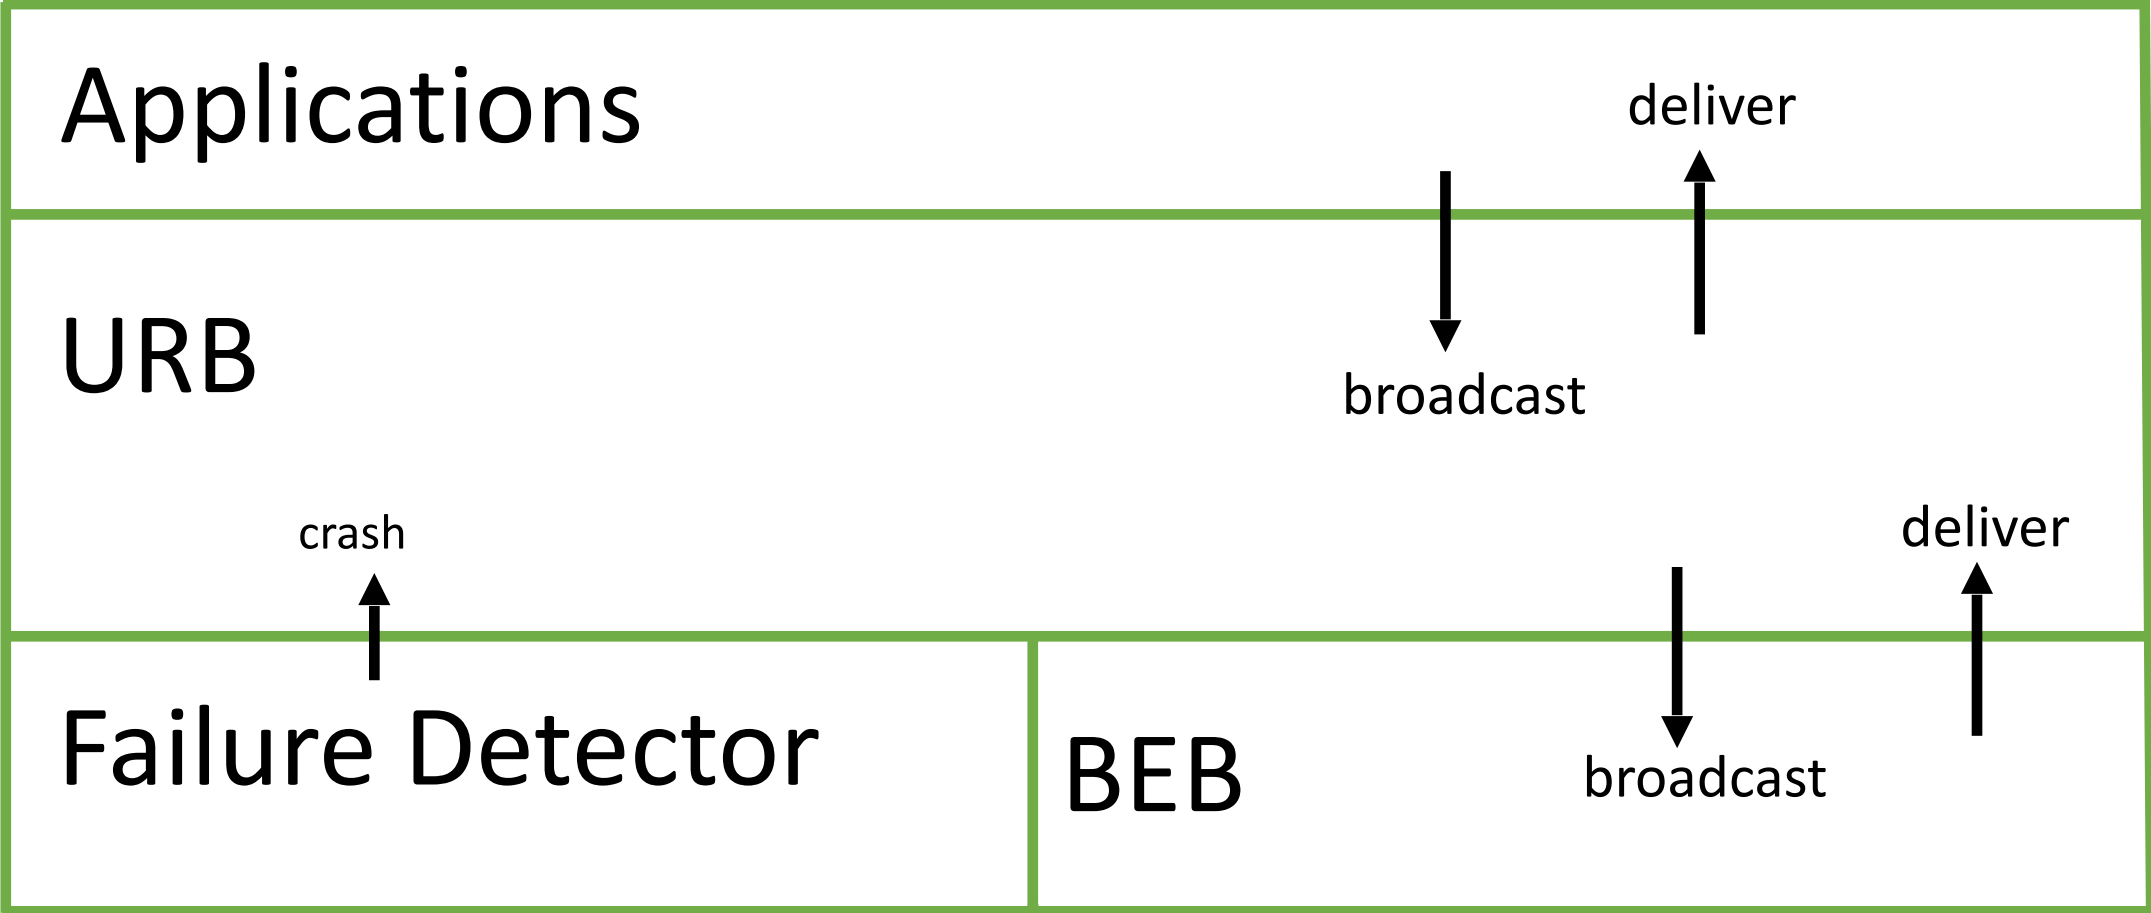 Applications
deliver
URB
broadcast
crash
deliver
Failure Detector
BEB
broadcast